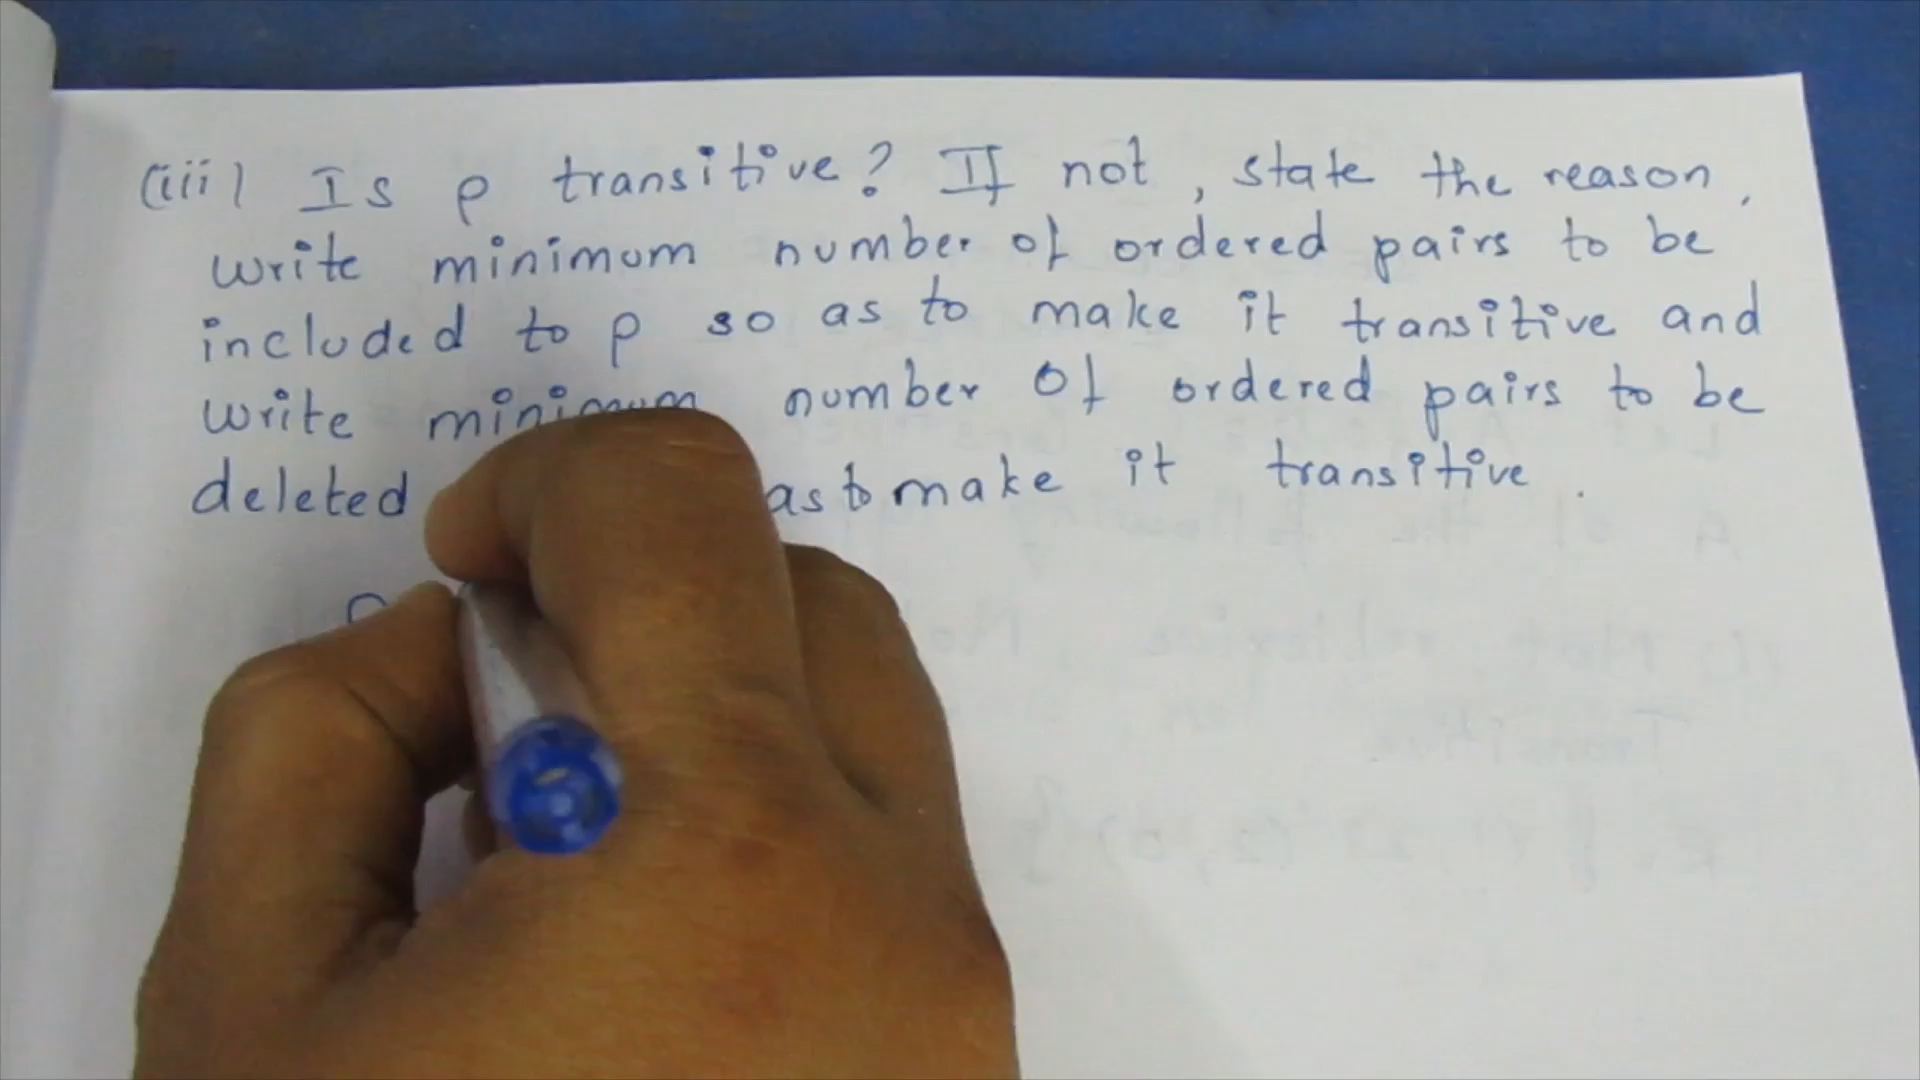 (iii) Is ρ transitive? If not, state the reason,
write minimum number of ordered pairs to be
included to ρ so as to make it transitive and
write minimum number of ordered pairs to be
deleted as to make it transitive.